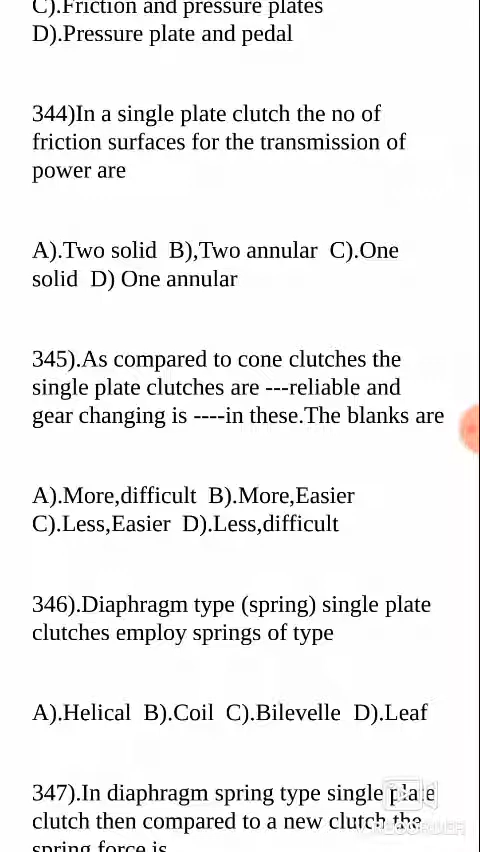 C).Friction and pressure plates
D).Pressure plate and pedal
344)In a single plate clutch the no of
friction surfaces for the transmission of
power are
A).Two solid  B),Two annular  C).One
solid  D) One annular
345).As compared to cone clutches the
single plate clutches are ---reliable and
gear changing is ----in these.The blanks are
A).More,difficult  B).More,Easier
C).Less,Easier  D).Less,difficult
346).Diaphragm type (spring) single plate
clutches employ springs of type
A).Helical  B).Coil  C).Bilevelle  D).Leaf
347).In diaphragm spring type single plate
clutch then compared to a new clutch the
spring force is
RECORDER